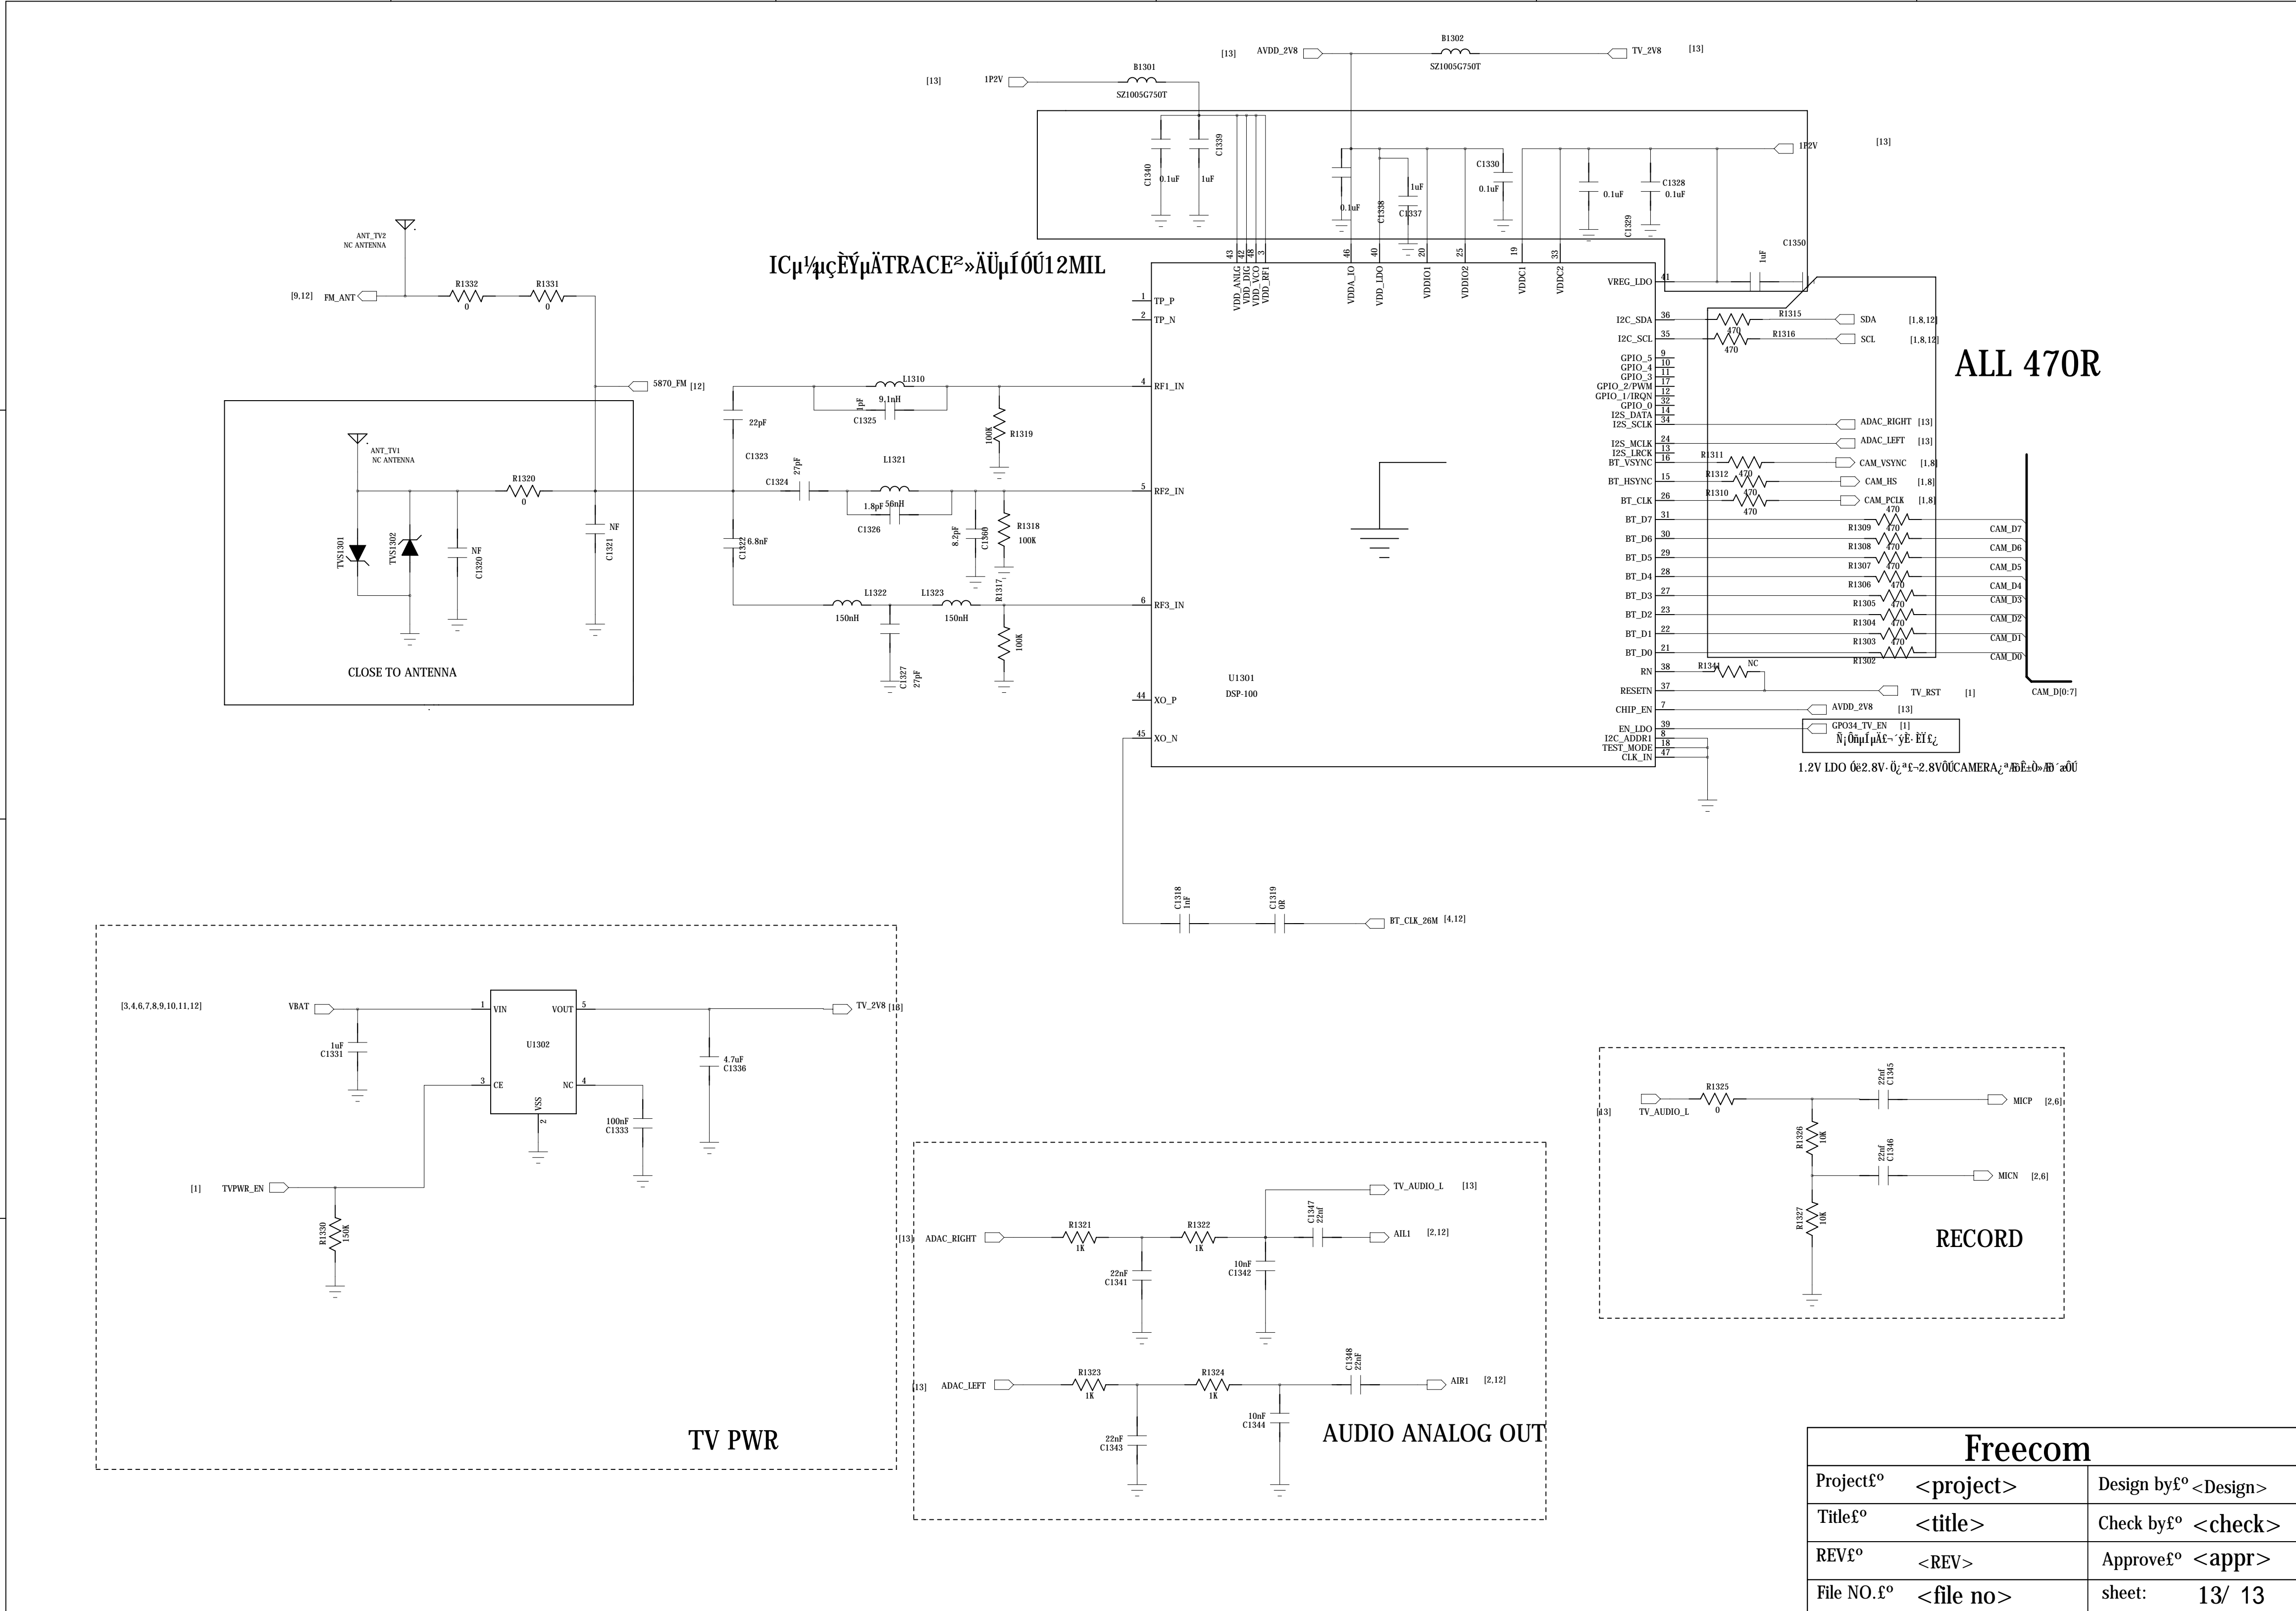 B1302
[13] AVDD_2V8 TV_2V8 [13]
SZ1005G750T
B1301
[13] 1P2V
SZ1005G750T
C1339
C1340
0.1uF 1uF
0.1uF
C1338
1uF
C1337
C1330
0.1uF
0.1uF
C1329
C1328
0.1uF
1P2V [13]
C1350
1uF
ANT_TV2
NC ANTENNA
ICµ¼µçÈÝµÄTRACE²»ÄÜµÍÓÚ12MIL
[9,12] FM_ANT
R1332
0
R1331
0
5870_FM [12]
ANT_TV1
NC ANTENNA
TVS1301
TVS1302
NF
C1320
R1320
0
NF
C1321
CLOSE TO ANTENNA
22pF
C1323
L1310
9.1nH
1pF
C1325
100K
R1319
C1324
27pF
L1321
56nH
1.8pF
C1326
8.2pF
C1360
R1318
100K
C1322
6.8nF
L1322
150nH
L1323
150nH
R1317
100K
C1327
27pF
43 VDD_ANLG
42 VDD_DIG
48 VDD_VCO
3 VDD_RF1
46 VDDA_IO
40 VDD_LDO
20 VDDIO1
25 VDDIO2
19 VDDC1
33 VDDC2
1 TP_P
2 TP_N
4 RF1_IN
5 RF2_IN
6 RF3_IN
44 XO_P
45 XO_N
U1301
DSP-100
VREG_LDO 41
I2C_SDA 36
I2C_SCL 35
GPIO_5 9
GPIO_4 10
GPIO_3 11
GPIO_2/PWM 17
GPIO_1/IRQN 12
GPIO_0 32
I2S_DATA 14
I2S_SCLK 34
I2S_MCLK 24
I2S_LRCK 13
BT_VSYNC 16
BT_HSYNC 15
BT_CLK 26
BT_D7 31
BT_D6 30
BT_D5 29
BT_D4 28
BT_D3 27
BT_D2 23
BT_D1 22
BT_D0 21
RN 38
RESETN 37
CHIP_EN 7
EN_LDO 39
I2C_ADDR1 8
TEST_MODE 18
CLK_IN 47
R1315 470 SDA [1,8,12]
R1316 470 SCL [1,8,12]
ALL 470R
ADAC_RIGHT [13]
ADAC_LEFT [13]
R1311 470 CAM_VSYNC [1,8]
R1312 470 CAM_HS [1,8]
R1310 470 CAM_PCLK [1,8]
470
R1309 470 CAM_D7
R1308 470 CAM_D6
R1307 470 CAM_D5
R1306 470 CAM_D4
R1305 470 CAM_D3
R1304 470 CAM_D2
R1303 470 CAM_D1
R1302 CAM_D0
R1341 NC
TV_RST [1] CAM_D[0:7]
AVDD_2V8 [13]
GPO34_TV_EN [1]
C1318
1nF
C1319
0R
BT_CLK_26M [4,12]
[3,4,6,7,8,9,10,11,12] VBAT
1uF
C1331
1 VIN
VOUT 5
U1302
3 CE
NC 4
VSS
2
TV_2V8 [13]
4.7uF
C1336
100nF
C1333
[1] TVPWR_EN
R1330
150K
TV PWR
TV_AUDIO_L [13]
[13] ADAC_RIGHT
R1321
1K
R1322
1K
C1347
22nf
AIL1 [2,12]
22nF
C1341
10nF
C1342
[13] ADAC_LEFT
R1323
1K
R1324
1K
C1348
22nF
AIR1 [2,12]
22nF
C1343
10nF
C1344
AUDIO ANALOG OUT
[13] TV_AUDIO_L
R1325
0
22nf
C1345
MICP [2,6]
R1326
10K
22nf
C1346
MICN [2,6]
R1327
10K
RECORD
Freecom
Project£º <project> Design by£º <Design>
Title£º <title> Check by£º <check>
REV£º <REV> Approve£º <appr>
File NO.£º <file no> sheet: 13/ 13